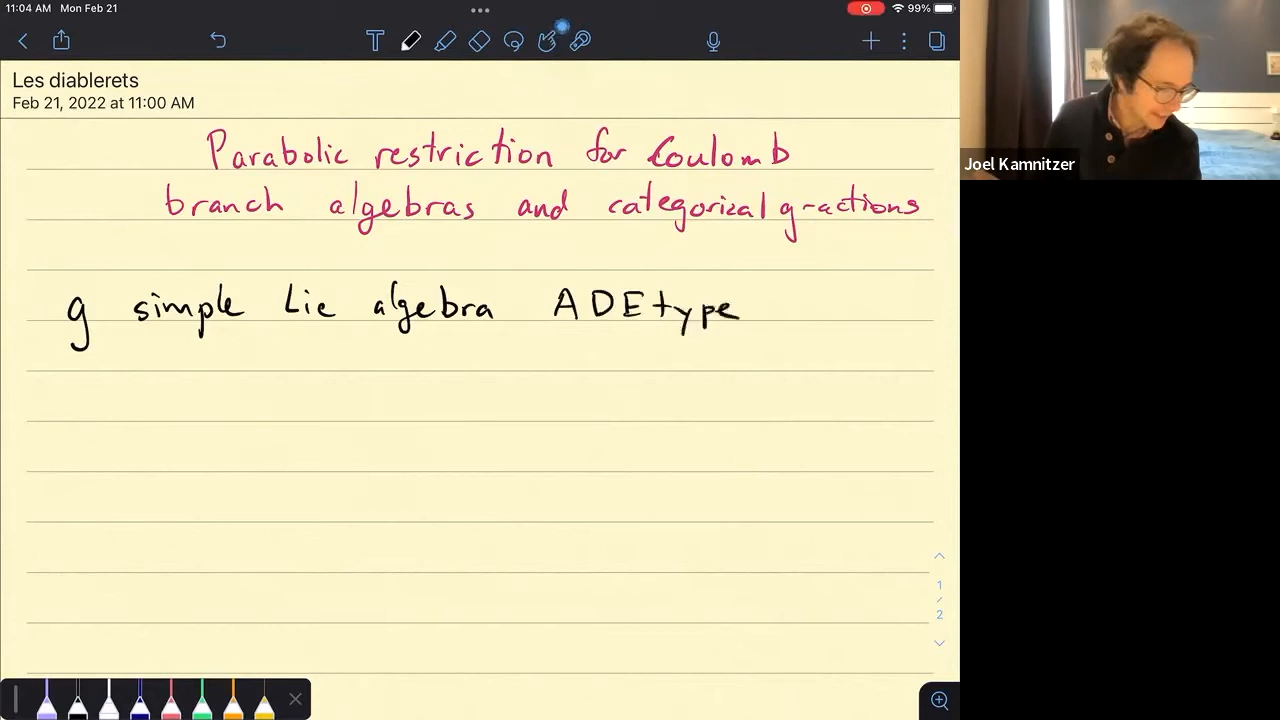 11:04 AM Mon Feb 21
99%
Les diablerets
Feb 21, 2022 at 11:00 AM
Parabolic restriction for Coulomb
branch algebras and categorical g-actions
g simple Lie algebra ADE type
1
/
2
Joel Kamnitzer